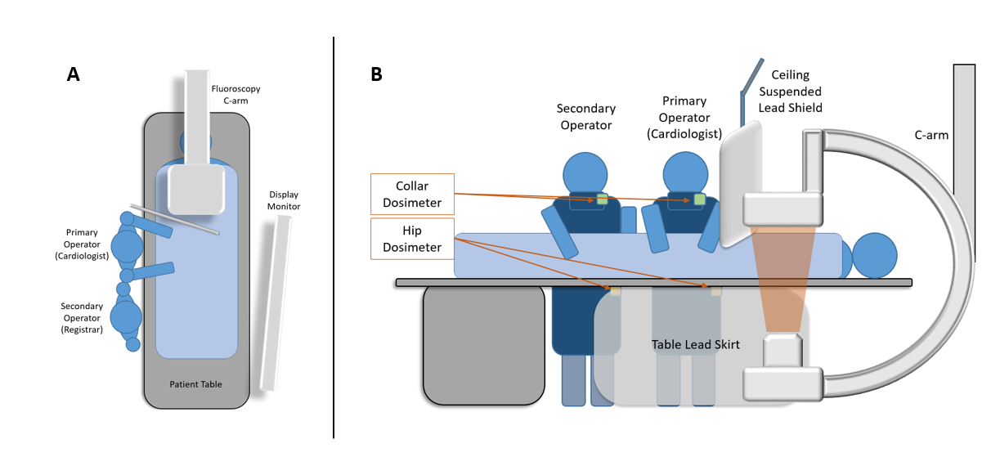 A
Fluoroscopy
C-arm
Display
Monitor
Primary
Operator
(Cardiologist)
Secondary
Operator
(Registrar)
Patient Table
B
Secondary
Operator
Primary
Operator
(Cardiologist)
Ceiling
Suspended
Lead Shield
C-arm
Collar
Dosimeter
Hip
Dosimeter
Table Lead Skirt